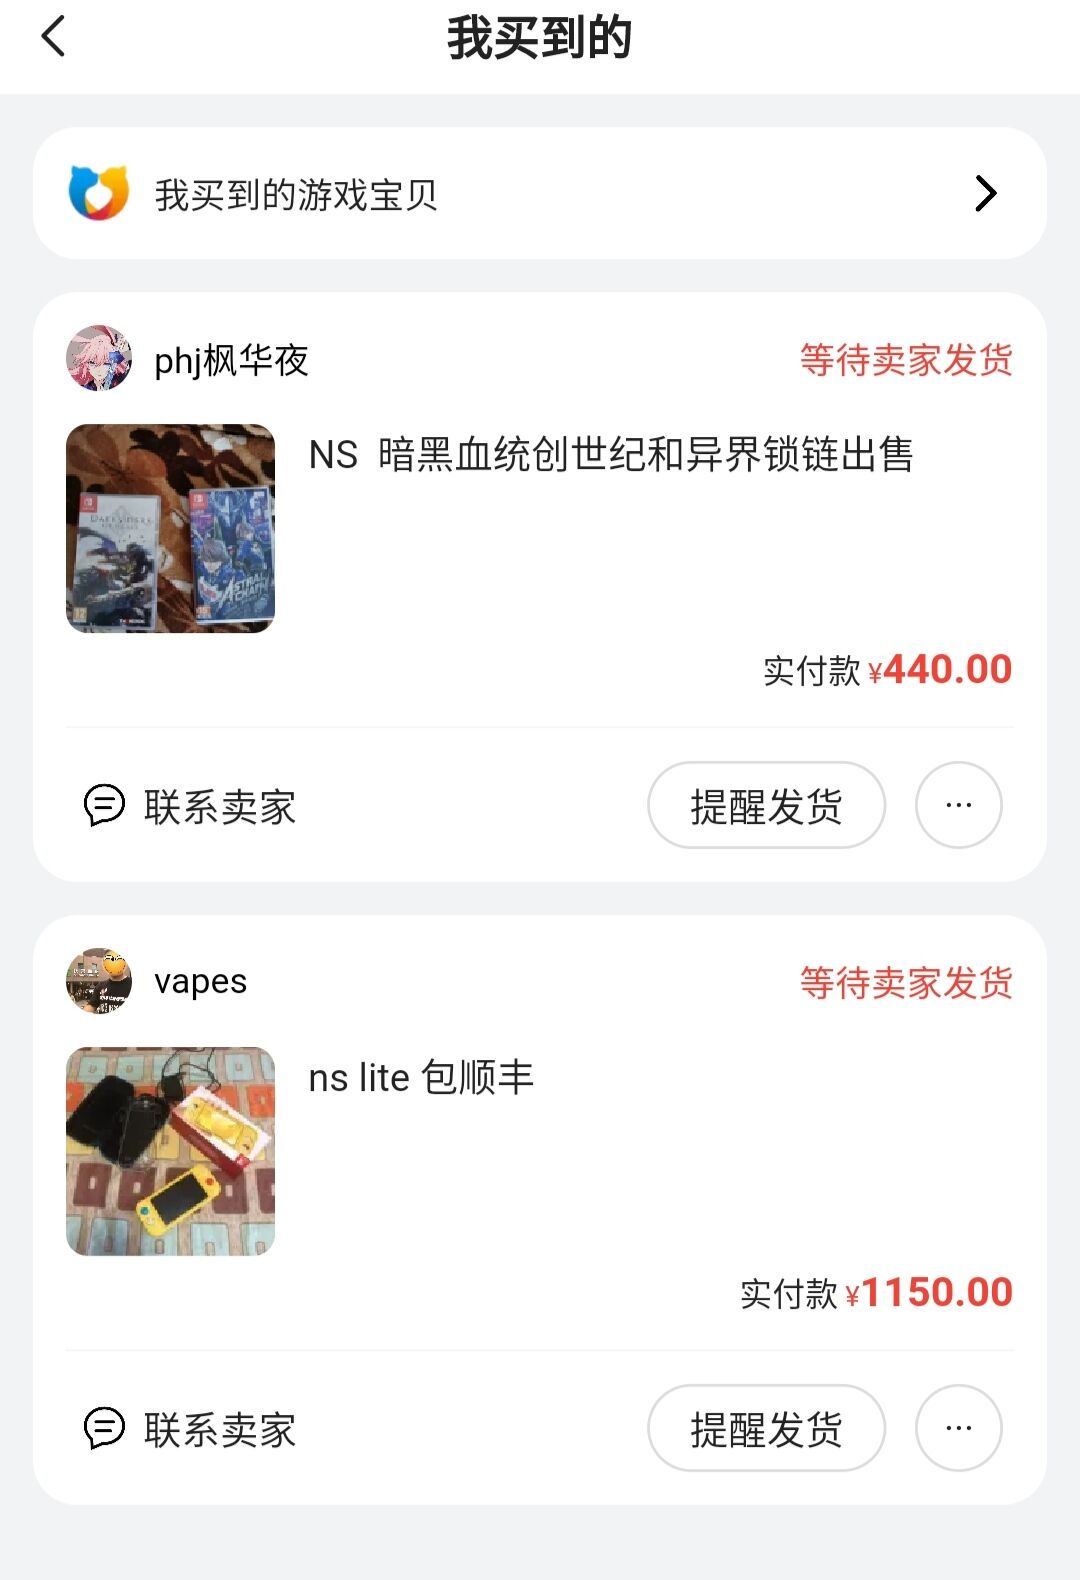 我买到的
我买到的游戏宝贝
phj枫华夜
等待卖家发货
NS 暗黑血统创世纪和异界锁链出售
DARKSIDERS
ASTRAL
CHAIN
实付款 ¥440.00
联系卖家
提醒发货
···
vapes
等待卖家发货
ns lite 包顺丰
实付款 ¥1150.00
联系卖家
提醒发货
···